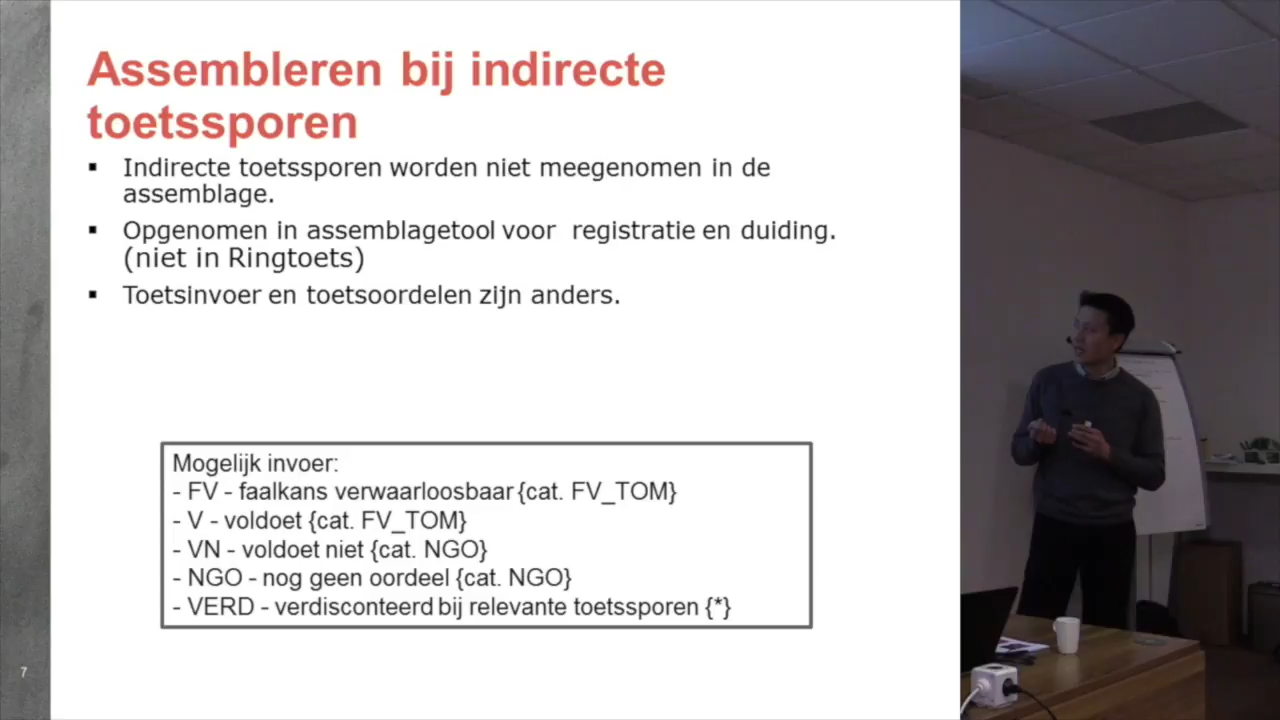 Assembleren bij indirecte
toetssporen
▪ Indirecte toetssporen worden niet meegenomen in de
assemblage.
▪ Opgenomen in assemblagetool voor registratie en duiding.
(niet in Ringtoets)
▪ Toetsinvoer en toetsoordelen zijn anders.
Mogelijk invoer:
- FV - faalkans verwaarloosbaar {cat. FV_TOM}
- V - voldoet {cat. FV_TOM}
- VN - voldoet niet {cat. NGO}
- NGO - nog geen oordeel {cat. NGO}
- VERD - verdisconteerd bij relevante toetssporen {*}
7